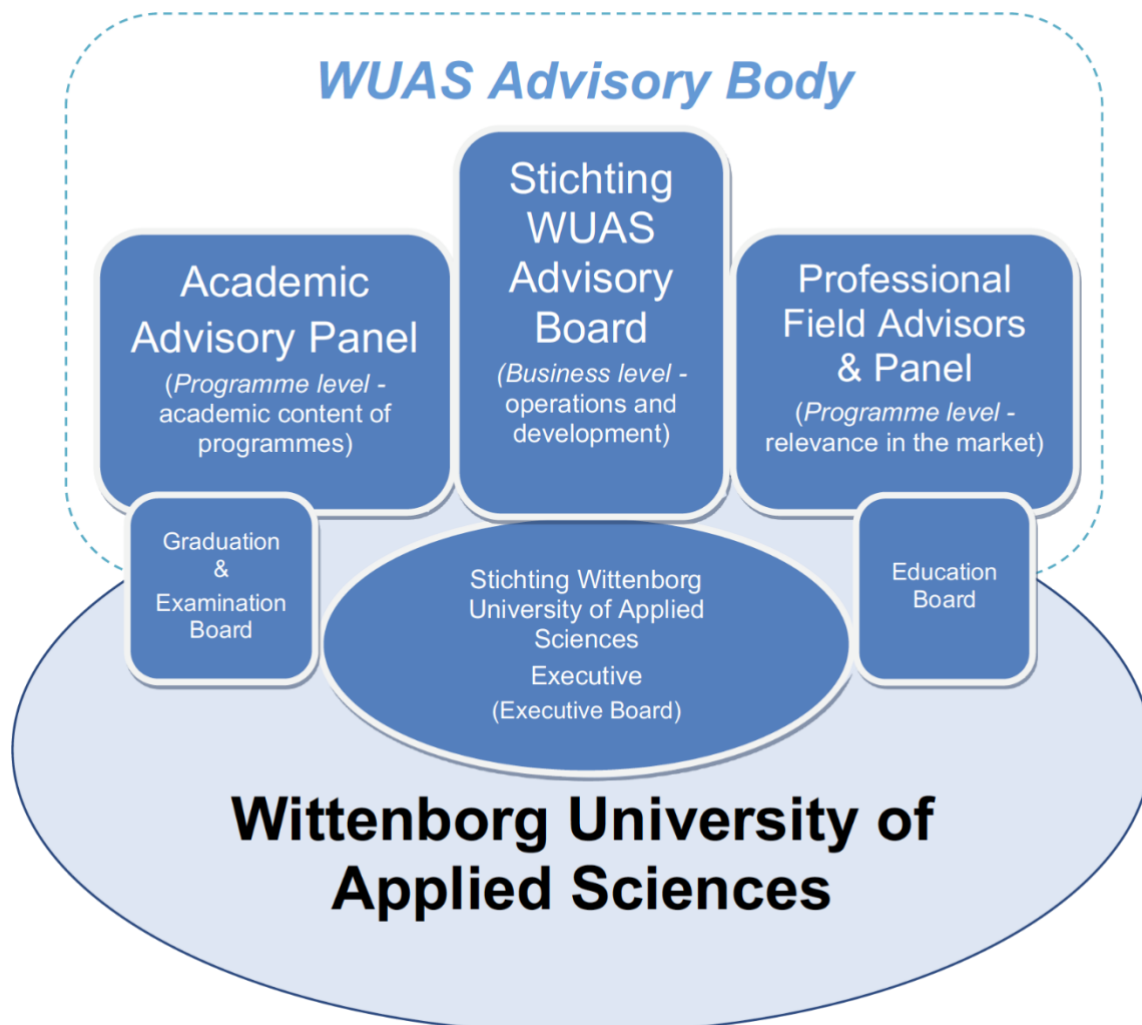 WUAS Advisory Body
Academic
Advisory Panel
(Programme level -
academic content of
programmes)
Stichting
WUAS
Advisory
Board
(Business level -
operations and
development)
Professional
Field Advisors
& Panel
(Programme level -
relevance in the market)
Graduation
&
Examination
Board
Stichting Wittenborg
University of Applied
Sciences
Executive
(Executive Board)
Education
Board
Wittenborg University of
Applied Sciences